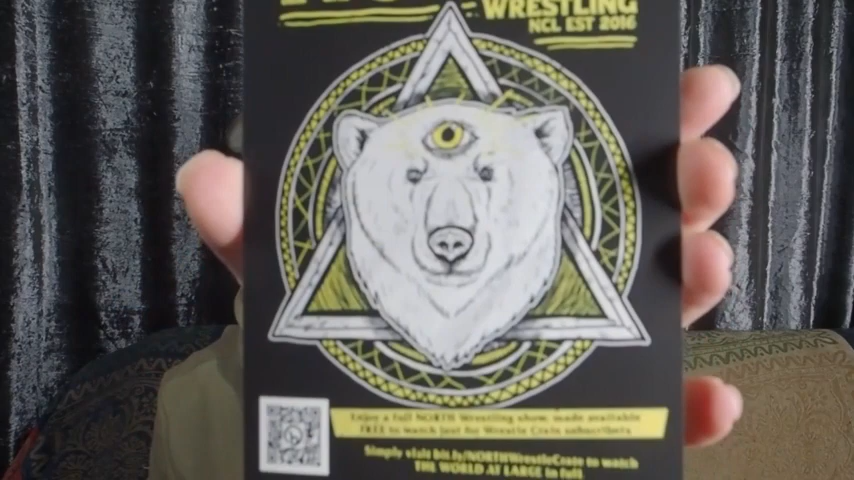 WRESTLING
NCL EST 2016
Enjoy a full NORTH Wrestling show, made available
FREE to watch just for Wrestle Crate subscribers
Simply visit bit.ly/NORTHWrestleCrate to watch
THE WORLD AT LARGE in full